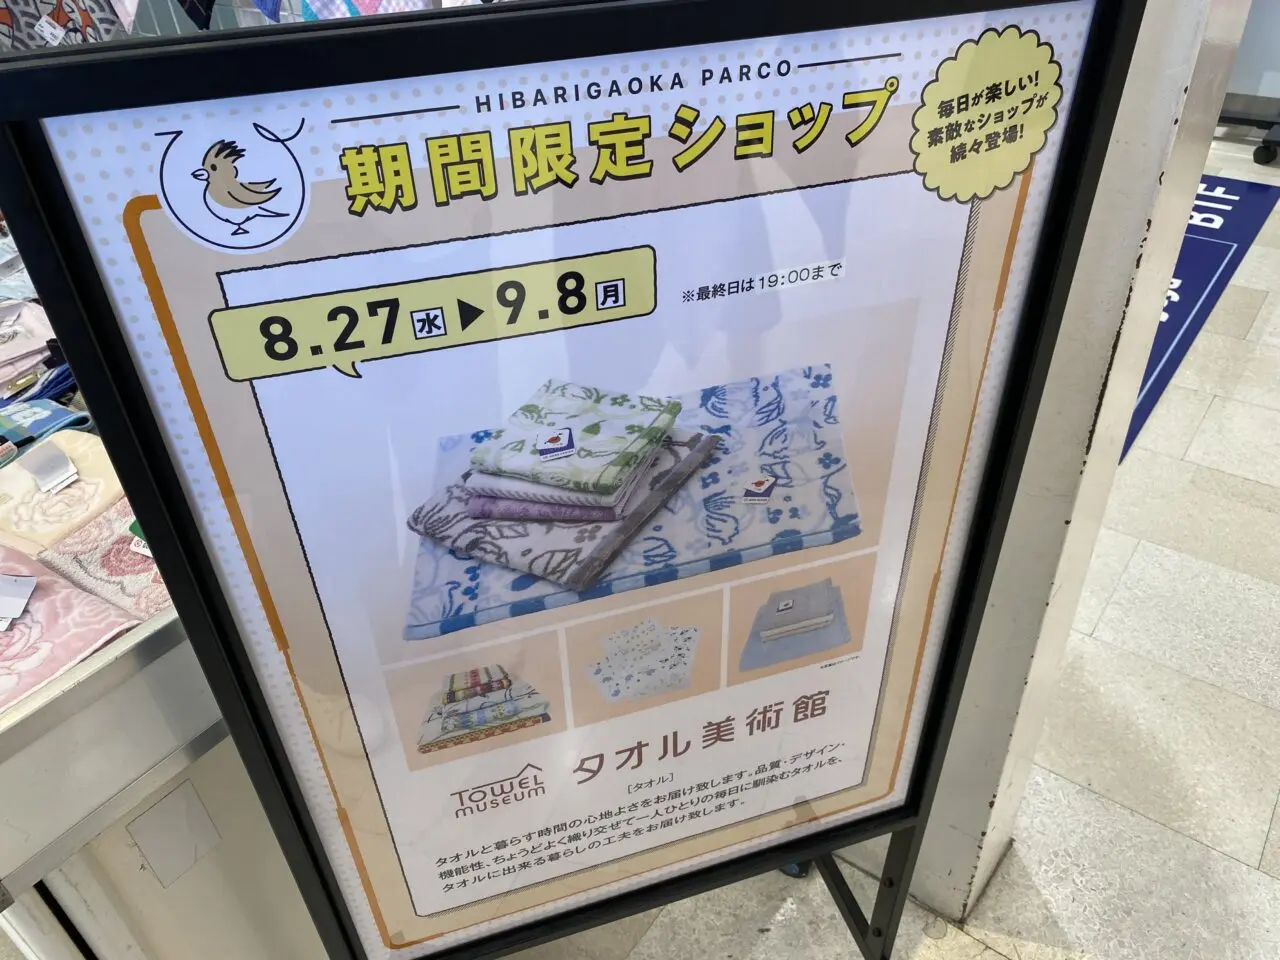 HIBARIGAOKA PARCO
期間限定ショップ
毎日が楽しい!
素敵なショップが
続々登場!
8.27水▶9.8月
※最終日は19:00まで
TOWEL
MUSEUM
タオル美術館
[タオル]
タオルと暮らす時間の心地よさをお届け致します。品質・デザイン・
機能性、ちょうどよく織り交ぜて一人ひとりの毎日に馴染むタオルを、
タオルに出来る暮らしの工夫をお届け致します。